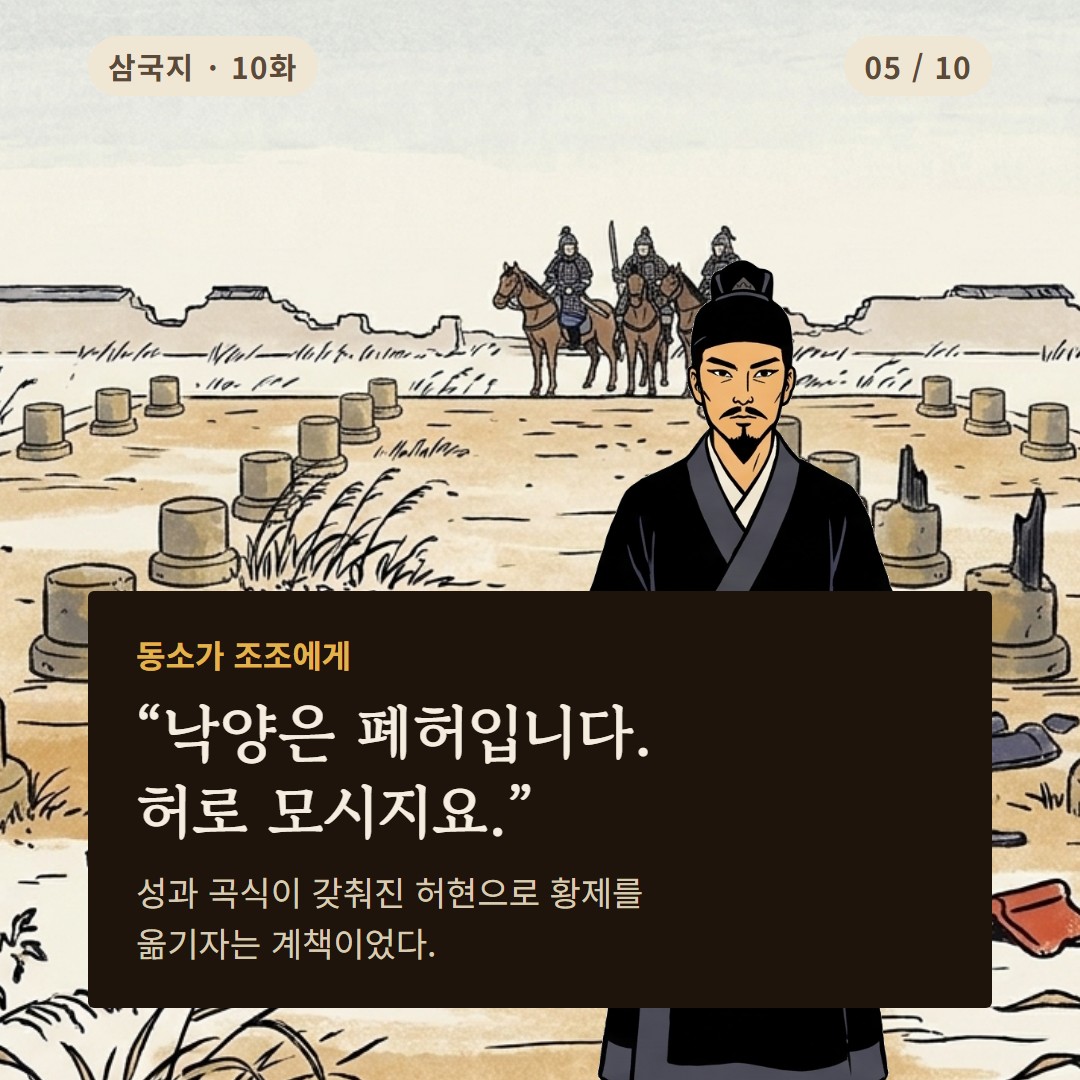 삼국지 · 10화
05 / 10
동소가 조조에게
“낙양은 폐허입니다.
허로 모시지요.”
성과 곡식이 갖춰진 허현으로 황제를
옮기자는 계책이었다.